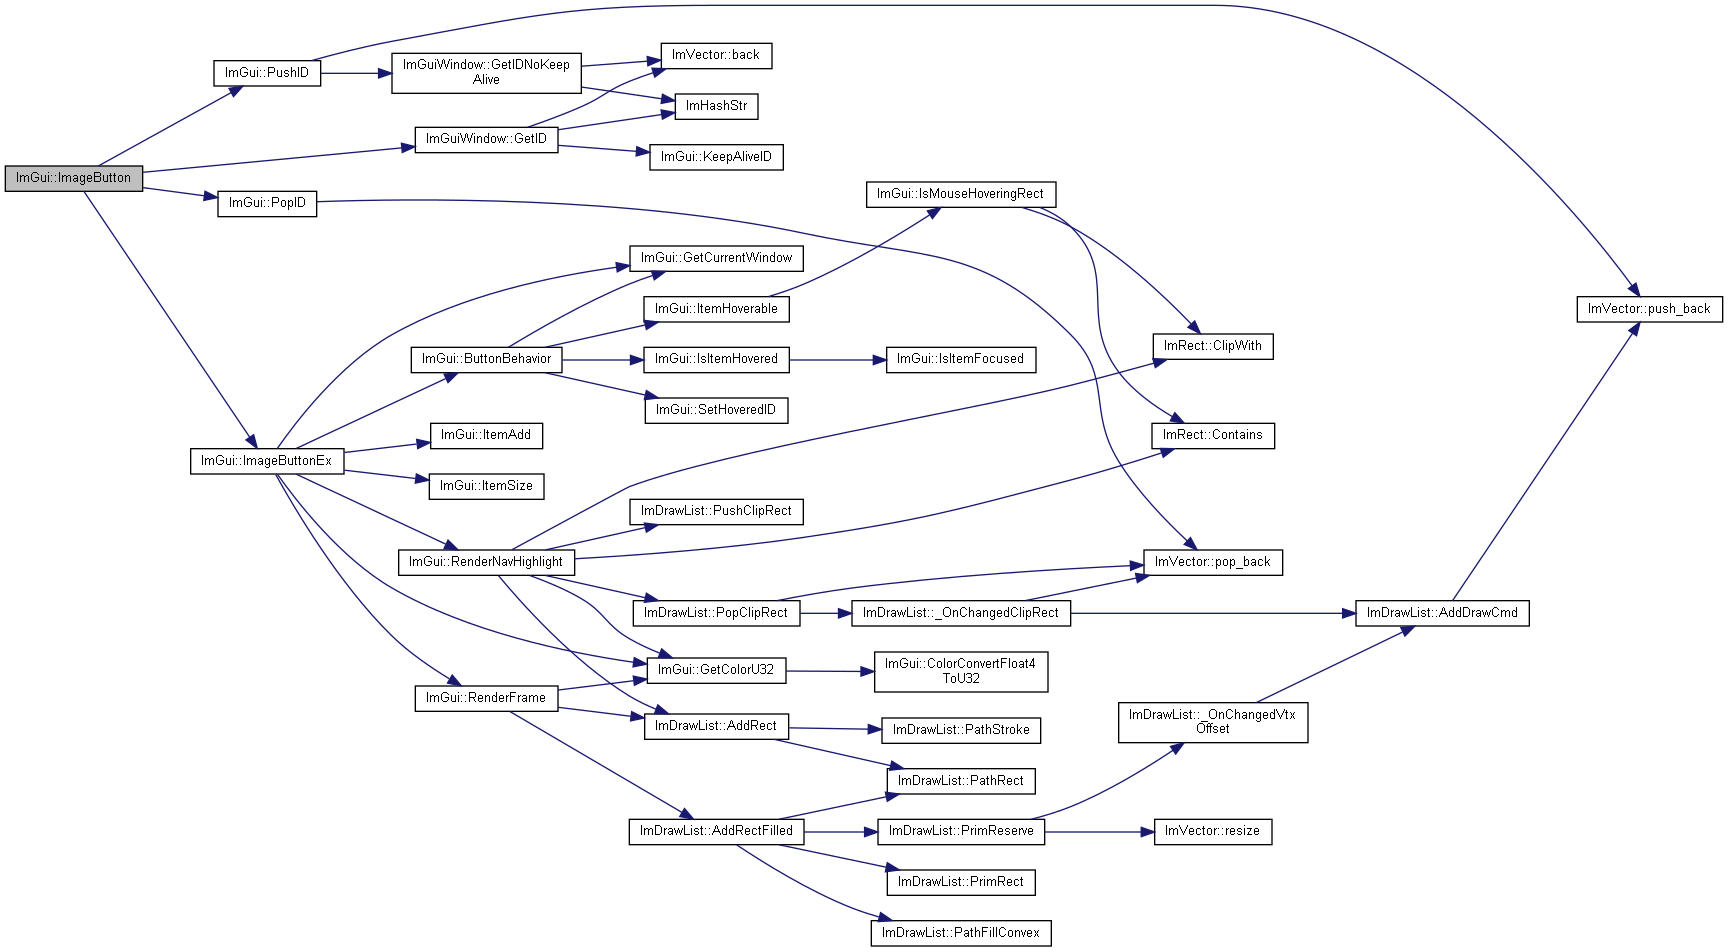 ImGui::ImageButton
ImGui::PushID
ImGuiWindow::GetIDNoKeep
Alive
ImVector::back
ImHashStr
ImGuiWindow::GetID
ImGui::KeepAliveID
ImGui::PopID
ImGui::IsMouseHoveringRect
ImGui::GetCurrentWindow
ImGui::ItemHoverable
ImVector::push_back
ImGui::ButtonBehavior
ImGui::IsItemHovered
ImGui::IsItemFocused
ImRect::ClipWith
ImGui::SetHoveredID
ImGui::ItemAdd
ImRect::Contains
ImGui::ImageButtonEx
ImGui::ItemSize
ImDrawList::PushClipRect
ImGui::RenderNavHighlight
ImVector::pop_back
ImDrawList::PopClipRect
ImDrawList::_OnChangedClipRect
ImDrawList::AddDrawCmd
ImGui::GetColorU32
ImGui::ColorConvertFloat4
ToU32
ImGui::RenderFrame
ImDrawList::AddRect
ImDrawList::PathStroke
ImDrawList::_OnChangedVtx
Offset
ImDrawList::PathRect
ImDrawList::AddRectFilled
ImDrawList::PrimReserve
ImVector::resize
ImDrawList::PrimRect
ImDrawList::PathFillConvex